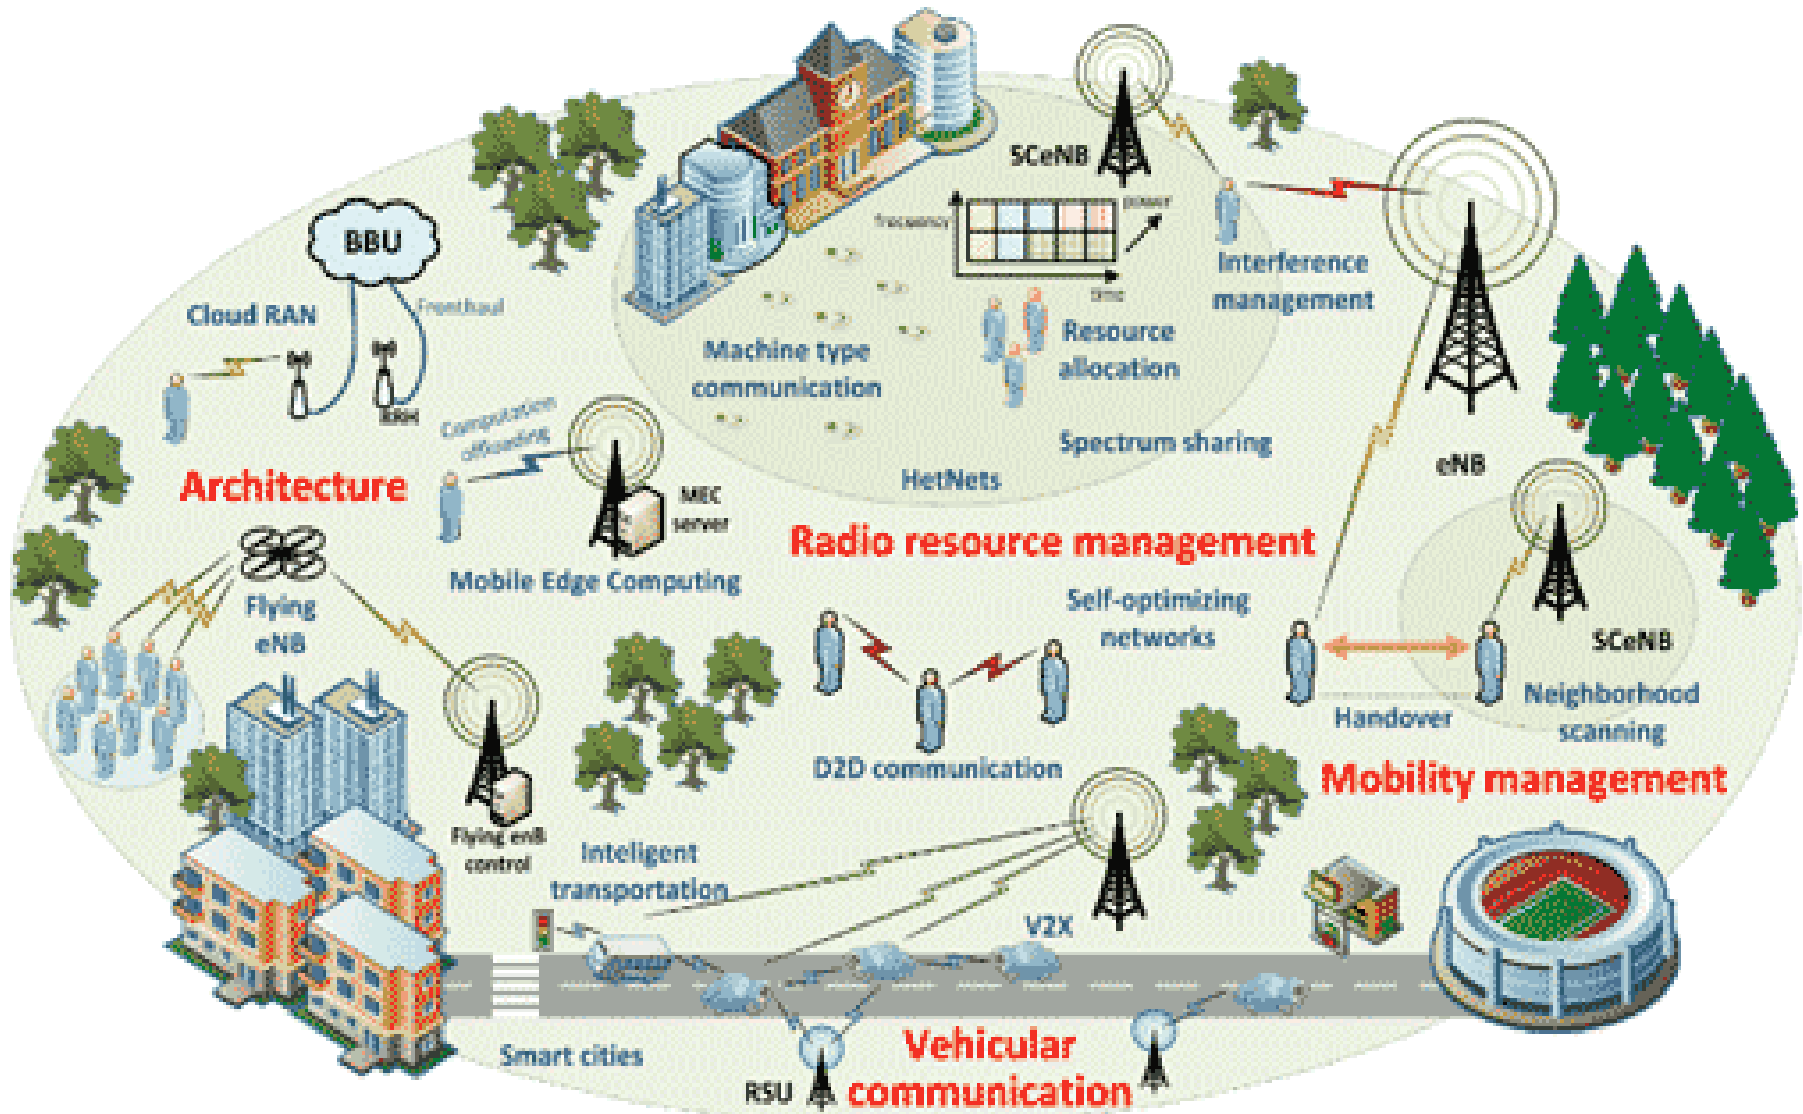 SCeNB
BBU
frequency
power
time
Cloud RAN
Fronthaul
Interference
management
Machine type
communication
Resource
allocation
RRH
Computation
offloading
Spectrum sharing
HetNets
eNB
Architecture
MEC
server
Radio resource management
Mobile Edge Computing
Flying
eNB
Self-optimizing
networks
SCeNB
Neighborhood
scanning
Handover
D2D communication
Mobility management
Flying enB
control
Inteligent
transportation
V2X
Smart cities
RSU
Vehicular
communication